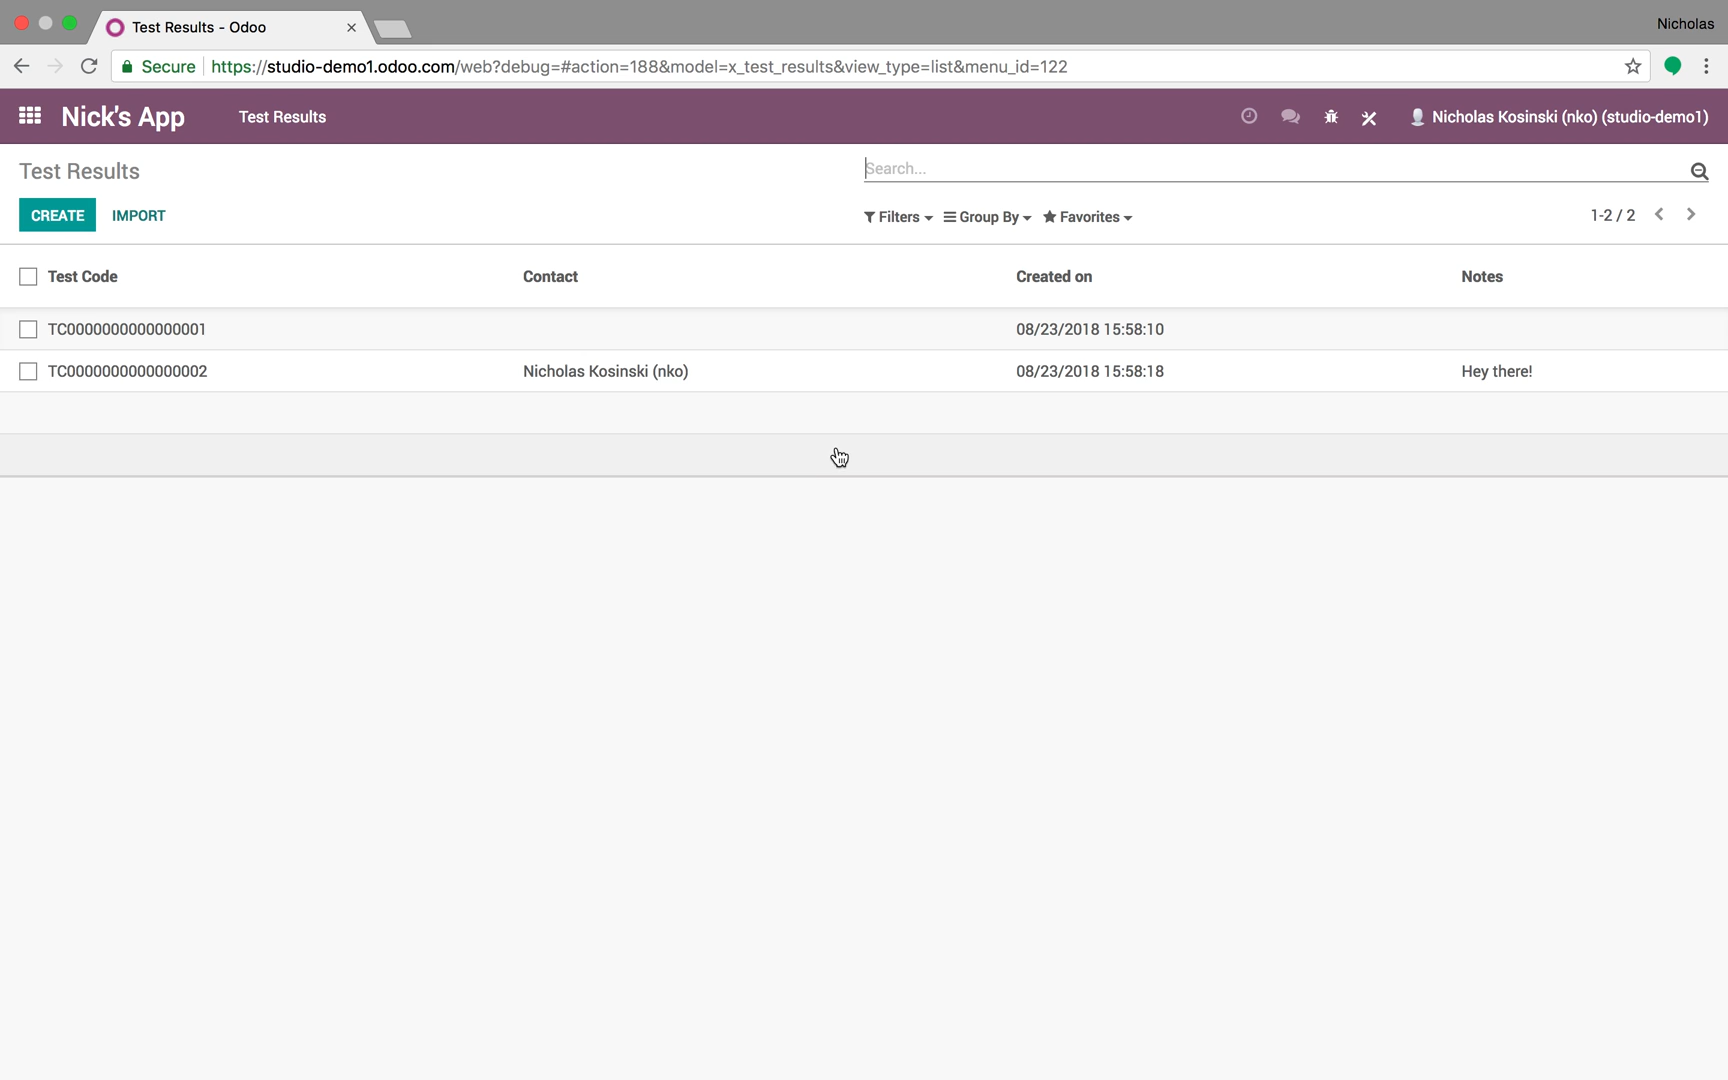 Test Results - Odoo
Nicholas
Secure
https://studio-demo1.odoo.com/web?debug=#action=188&model=x_test_results&view_type=list&menu_id=122
Nick's App
Test Results
Nicholas Kosinski (nko) (studio-demo1)
Test Results
Search...
CREATE
IMPORT
Filters
Group By
Favorites
1-2 / 2
Test Code Contact Created on Notes
TC0000000000000001 08/23/2018 15:58:10
TC0000000000000002 Nicholas Kosinski (nko) 08/23/2018 15:58:18 Hey there!